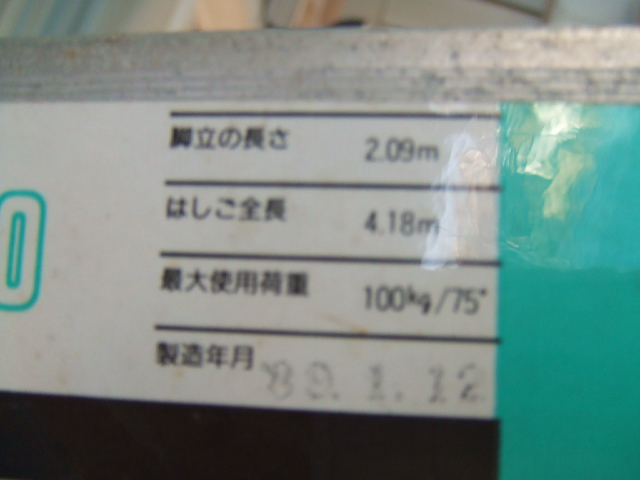 脚立の長さ 2.09m
はしご全長 4.18m
最大使用荷重 100kg/75°
製造年月 '89.1.12
0